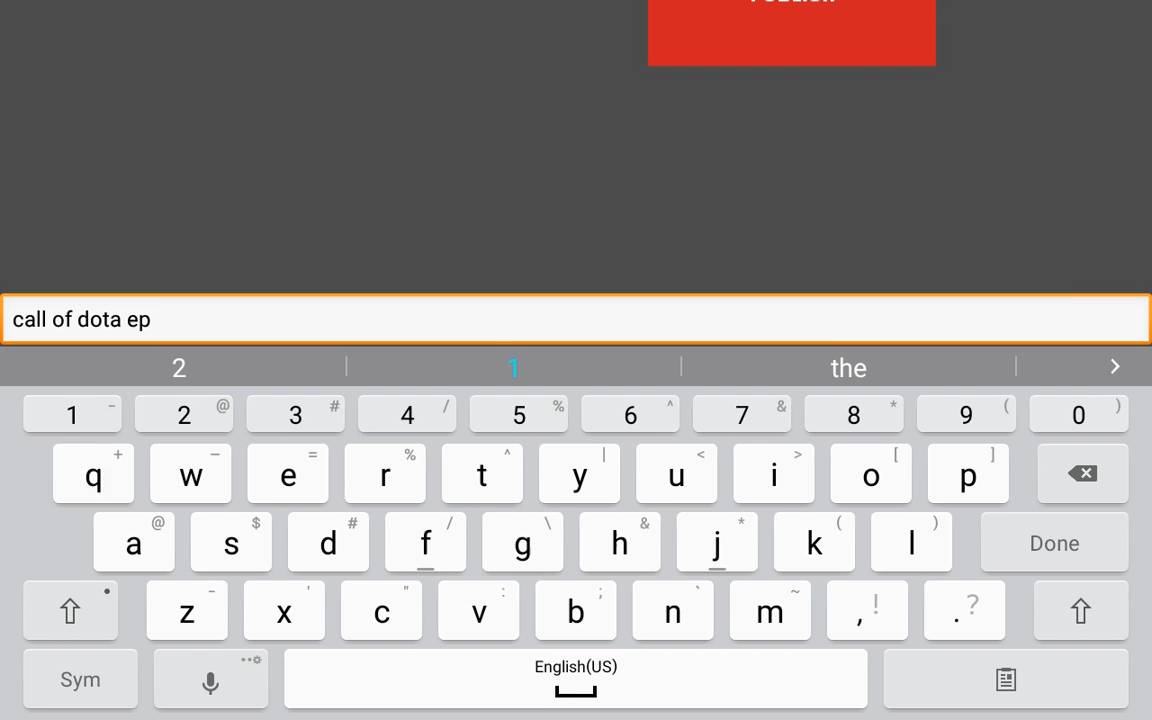 PUBLISH
call of dota ep
2 1 the >
1 - 2 @ 3 # 4 / 5 % 6 ^ 7 & 8 * 9 ( 0 )
q + w – e = r % t ^ y | u < i > o [ p ]
a @ s $ d # f / g \ h & j * k ( l ) Done
z - x ' c " v : b ; n ` m ~ , ! . ?
Sym English(US)